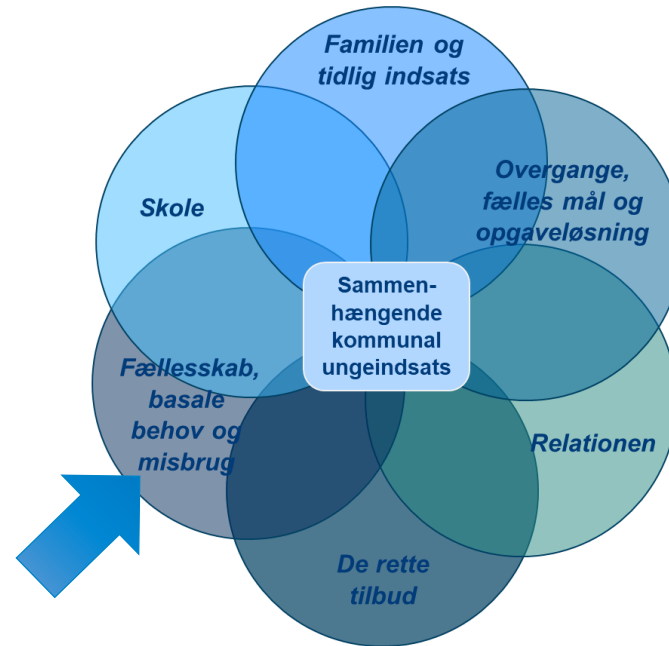 Familien og
tidlig indsats
Overgange,
fælles mål og
opgaveløsning
Skole
Sammen-
hængende
kommunal
ungeindsats
Fællesskab,
basale
behov og
misbrug
Relationen
De rette
tilbud